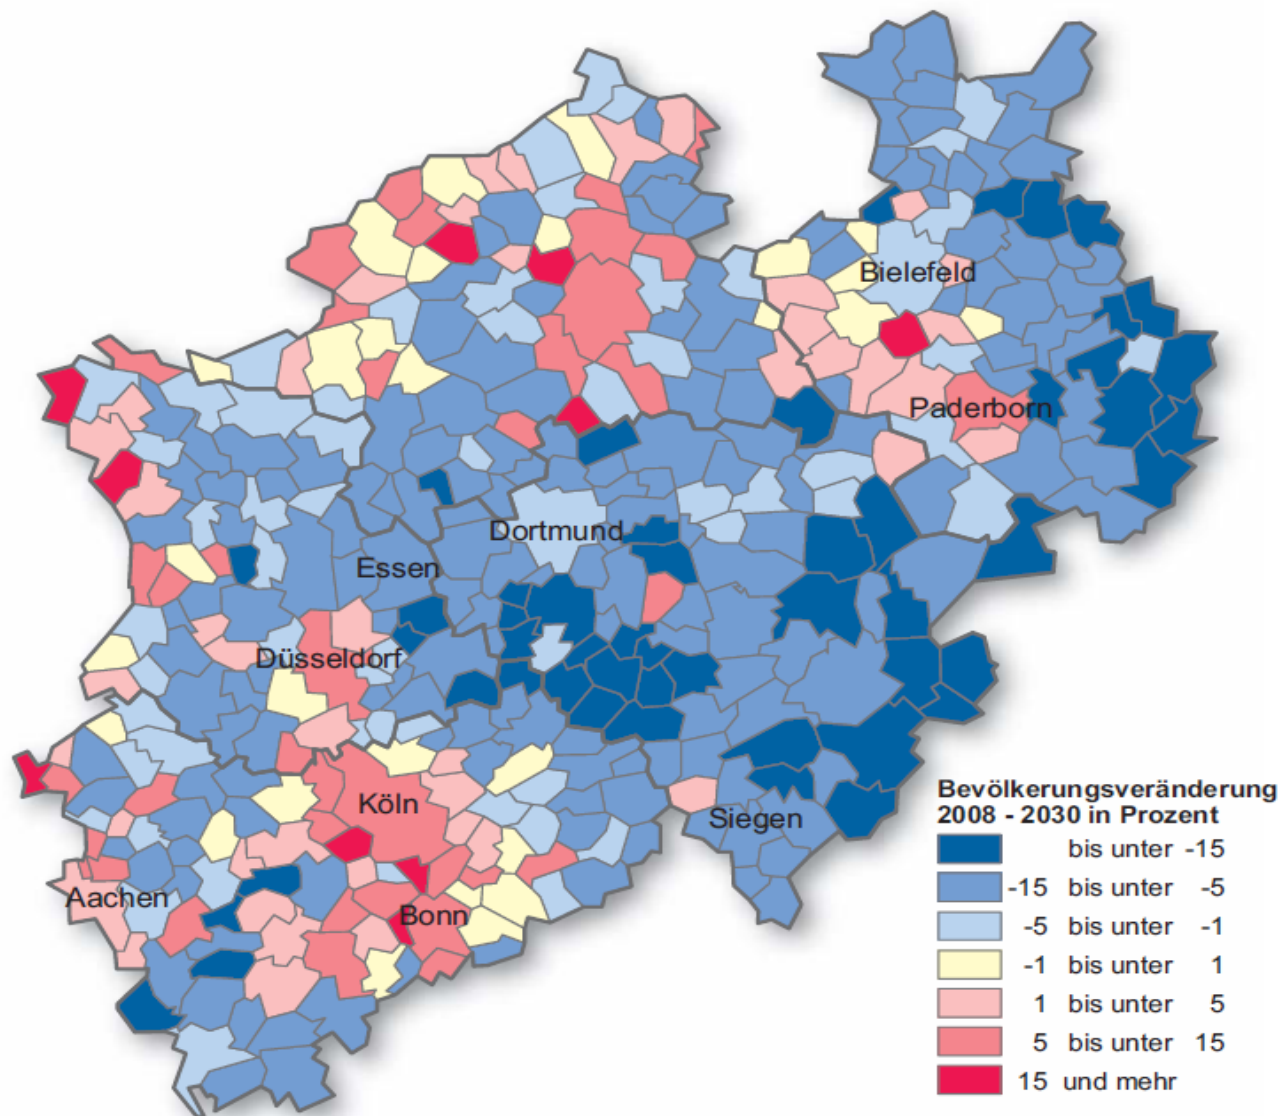 Bielefeld
Paderborn
Dortmund
Essen
Düsseldorf
Köln
Siegen
Aachen
Bonn
Bevölkerungsveränderung
2008 - 2030 in Prozent
bis unter -15
-15 bis unter -5
-5 bis unter -1
-1 bis unter 1
1 bis unter 5
5 bis unter 15
15 und mehr